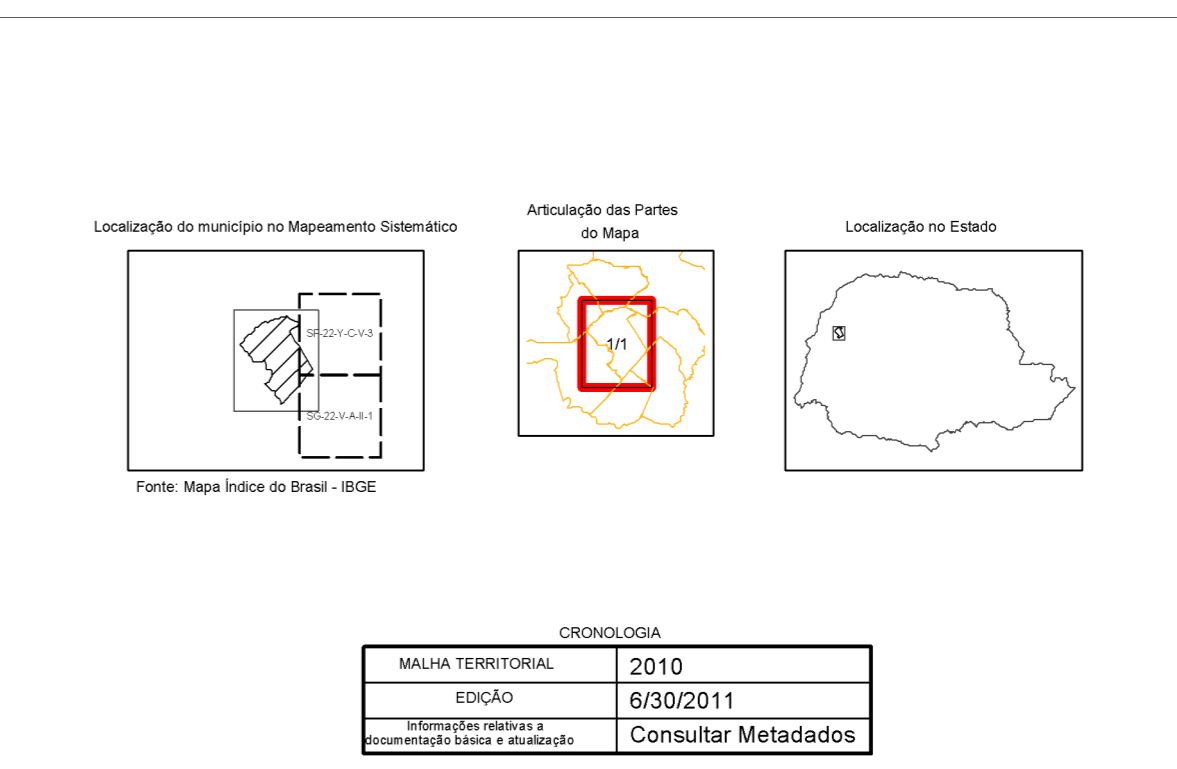 Localização do município no Mapeamento Sistemático
Articulação das Partes
do Mapa
Localização no Estado
SF-22-Y-C-V-3
SG-22-V-A-II-1
1/1
Fonte: Mapa Índice do Brasil - IBGE
CRONOLOGIA
MALHA TERRITORIAL 2010
EDIÇÃO 6/30/2011
Informações relativas a
documentação básica e atualização
Consultar Metadados